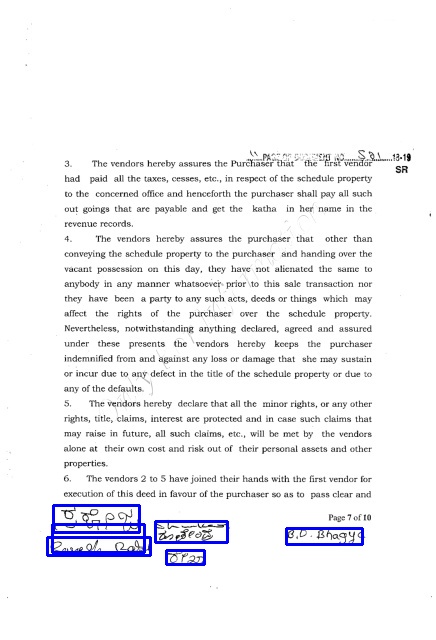 11 PAGE OF DOCUMENT NO......581......18-19
SR
3. The vendors hereby assures the Purchaser that the first vendor
had paid all the taxes, cesses, etc., in respect of the schedule property
to the concerned office and henceforth the purchaser shall pay all such
out goings that are payable and get the katha in her name in the
revenue records.
4. The vendors hereby assures the purchaser that other than
conveying the schedule property to the purchaser and handing over the
vacant possession on this day, they have not alienated the same to
anybody in any manner whatsoever prior to this sale transaction nor
they have been a party to any such acts, deeds or things which may
affect the rights of the purchaser over the schedule property.
Nevertheless, notwithstanding anything declared, agreed and assured
under these presents the vendors hereby keeps the purchaser
indemnified from and against any loss or damage that she may sustain
or incur due to any defect in the title of the schedule property or due to
any of the defaults.
5. The vendors hereby declare that all the minor rights, or any other
rights, title, claims, interest are protected and in case such claims that
may raise in future, all such claims, etc., will be met by the vendors
alone at their own cost and risk out of their personal assets and other
properties.
6. The vendors 2 to 5 have joined their hands with the first vendor for
execution of this deed in favour of the purchaser so as to pass clear and
Page 7 of 10
B.D. Bhagya